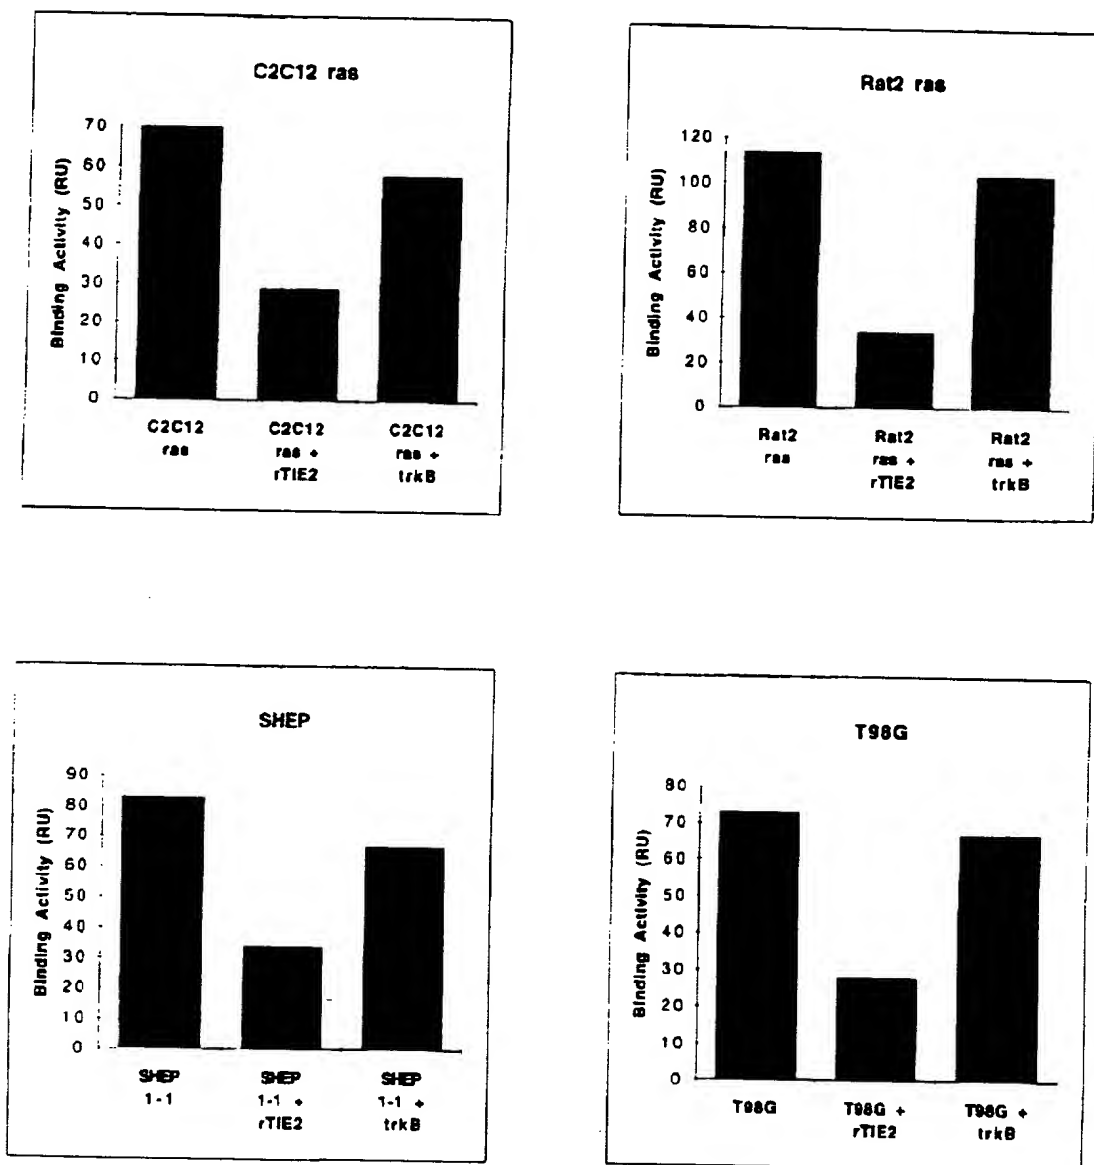 C2C12 ras
Binding Activity (RU)
70
60
50
40
30
20
10
0
C2C12
ras
C2C12
ras +
rTIE2
C2C12
ras +
trkB
Rat2 ras
Binding Activity (RU)
120
100
80
60
40
20
0
Rat2
ras
Rat2
ras +
rTIE2
Rat2
ras +
trkB
SHEP
Binding Activity (RU)
90
80
70
60
50
40
30
20
10
0
SHEP
1-1
SHEP
1-1 +
rTIE2
SHEP
1-1 +
trkB
T98G
Binding Activity (RU)
80
70
60
50
40
30
20
10
0
T98G
T98G +
rTIE2
T98G +
trkB